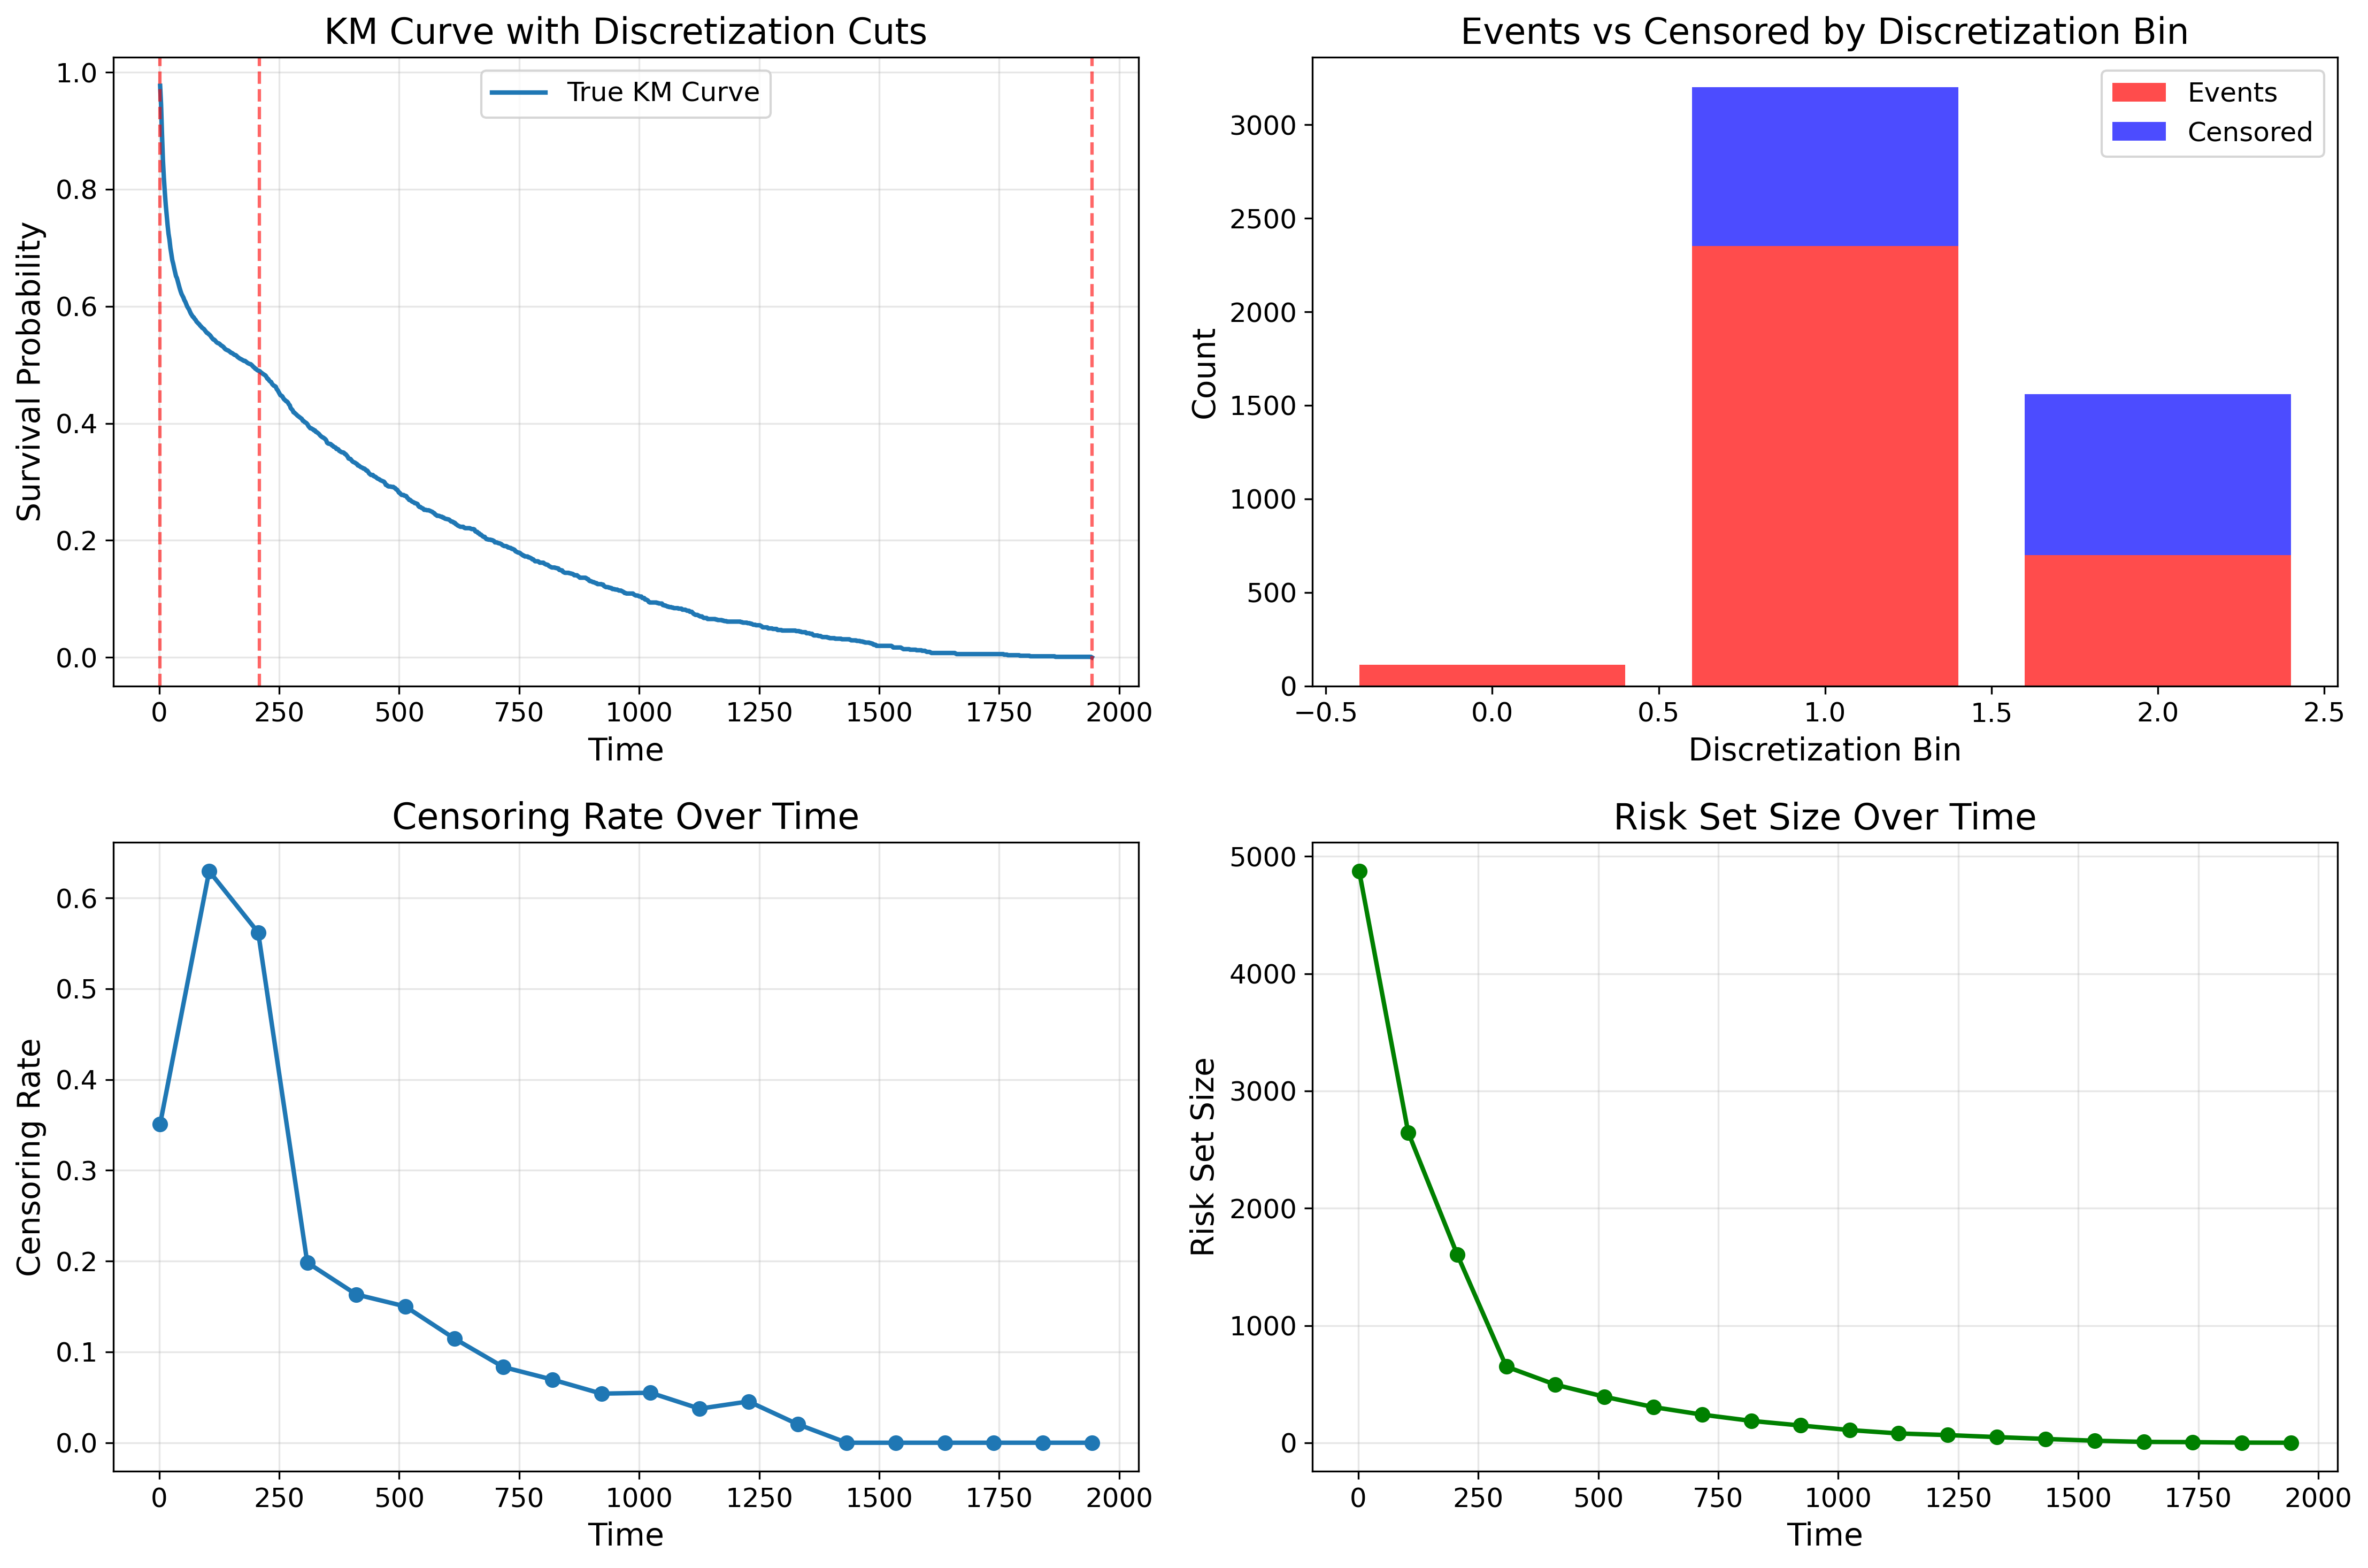 KM Curve with Discretization Cuts
True KM Curve
Survival Probability
1.0
0.8
0.6
0.4
0.2
0.0
0 250 500 750 1000 1250 1500 1750 2000
Time
Events vs Censored by Discretization Bin
Events
Censored
Count
3000
2500
2000
1500
1000
500
0
−0.5 0.0 0.5 1.0 1.5 2.0 2.5
Discretization Bin
Censoring Rate Over Time
Censoring Rate
0.6
0.5
0.4
0.3
0.2
0.1
0.0
0 250 500 750 1000 1250 1500 1750 2000
Time
Risk Set Size Over Time
Risk Set Size
5000
4000
3000
2000
1000
0
0 250 500 750 1000 1250 1500 1750 2000
Time